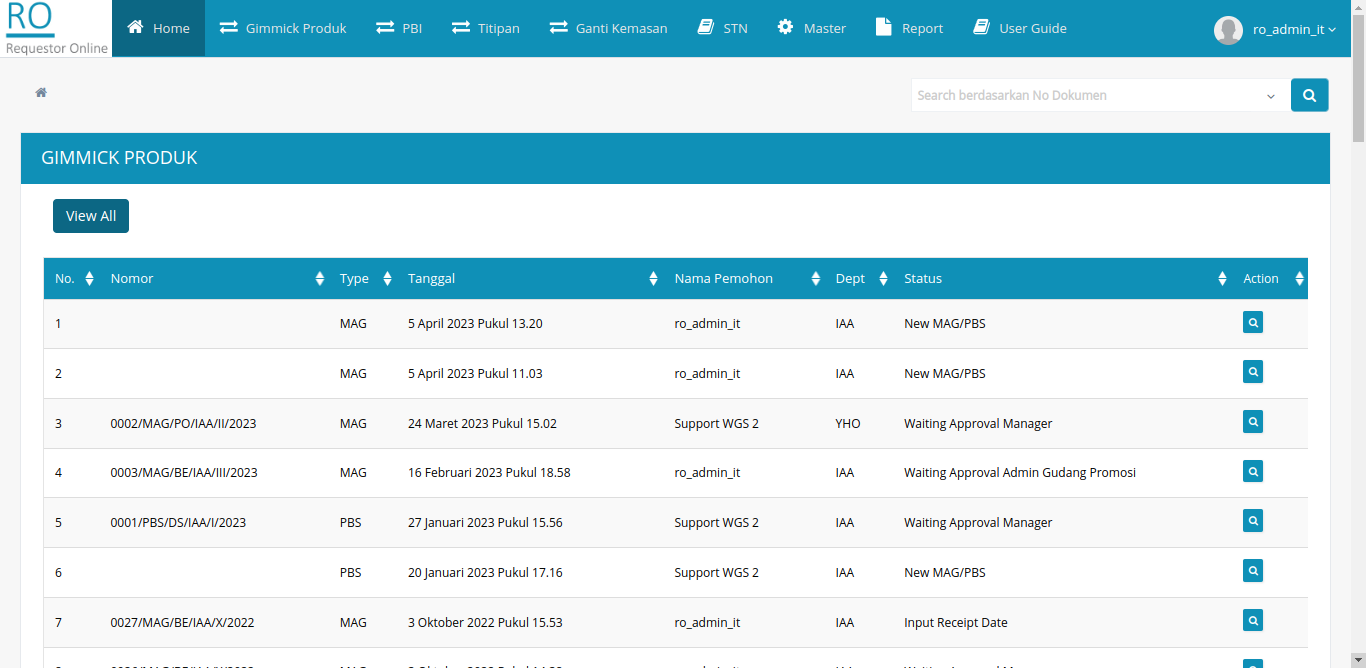 RO
Requestor Online
Home
Gimmick Produk
PBI
Titipan
Ganti Kemasan
STN
Master
Report
User Guide
ro_admin_it
Search berdasarkan No Dokumen
GIMMICK PRODUK
View All
No. Nomor Type Tanggal Nama Pemohon Dept Status Action
1 MAG 5 April 2023 Pukul 13.20 ro_admin_it IAA New MAG/PBS
2 MAG 5 April 2023 Pukul 11.03 ro_admin_it IAA New MAG/PBS
3 0002/MAG/PO/IAA/II/2023 MAG 24 Maret 2023 Pukul 15.02 Support WGS 2 YHO Waiting Approval Manager
4 0003/MAG/BE/IAA/III/2023 MAG 16 Februari 2023 Pukul 18.58 ro_admin_it IAA Waiting Approval Admin Gudang Promosi
5 0001/PBS/DS/IAA/I/2023 PBS 27 Januari 2023 Pukul 15.56 Support WGS 2 IAA Waiting Approval Manager
6 PBS 20 Januari 2023 Pukul 17.16 Support WGS 2 IAA New MAG/PBS
7 0027/MAG/BE/IAA/X/2022 MAG 3 Oktober 2022 Pukul 15.53 ro_admin_it IAA Input Receipt Date